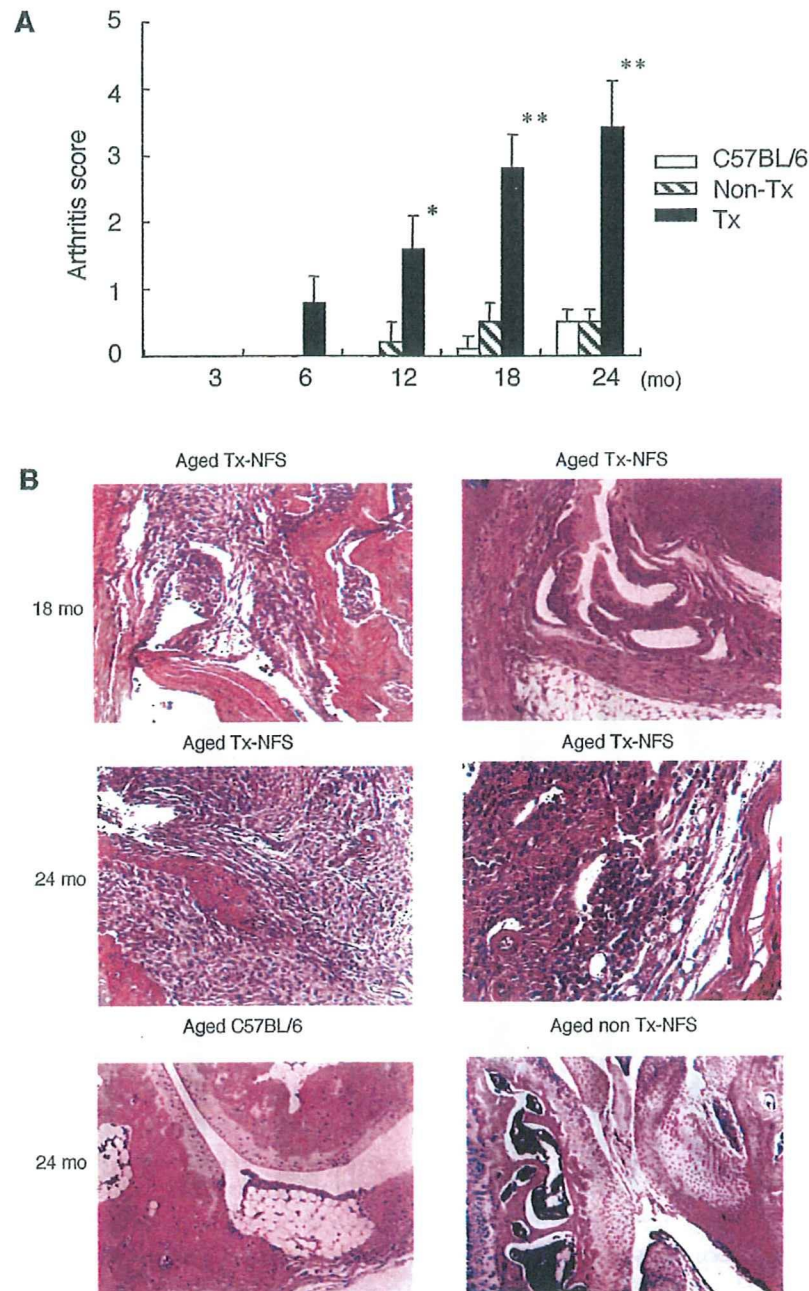 A
5
4
3
2
1
0
Arthritis score
*
**
**
3 6 12 18 24 (mo)
C57BL/6
Non-Tx
Tx
B
Aged Tx-NFS Aged Tx-NFS
18 mo
Aged Tx-NFS Aged Tx-NFS
24 mo
Aged C57BL/6 Aged non Tx-NFS
24 mo